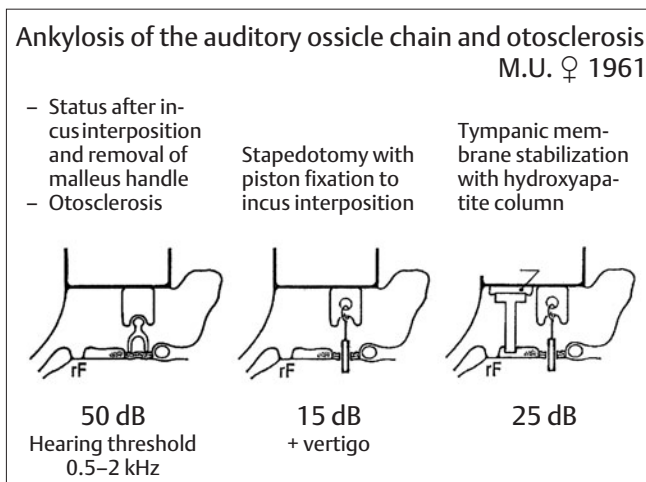 Ankylosis of the auditory ossicle chain and otosclerosis
M.U. ♀ 1961
– Status after in-
cus interposition
and removal of
malleus handle
– Otosclerosis
Stapedotomy with
piston fixation to
incus interposition
Tympanic mem-
brane stabilization
with hydroxyapa-
tite column
rF
rF
rF
50 dB
Hearing threshold
0.5–2 kHz
15 dB
+ vertigo
25 dB